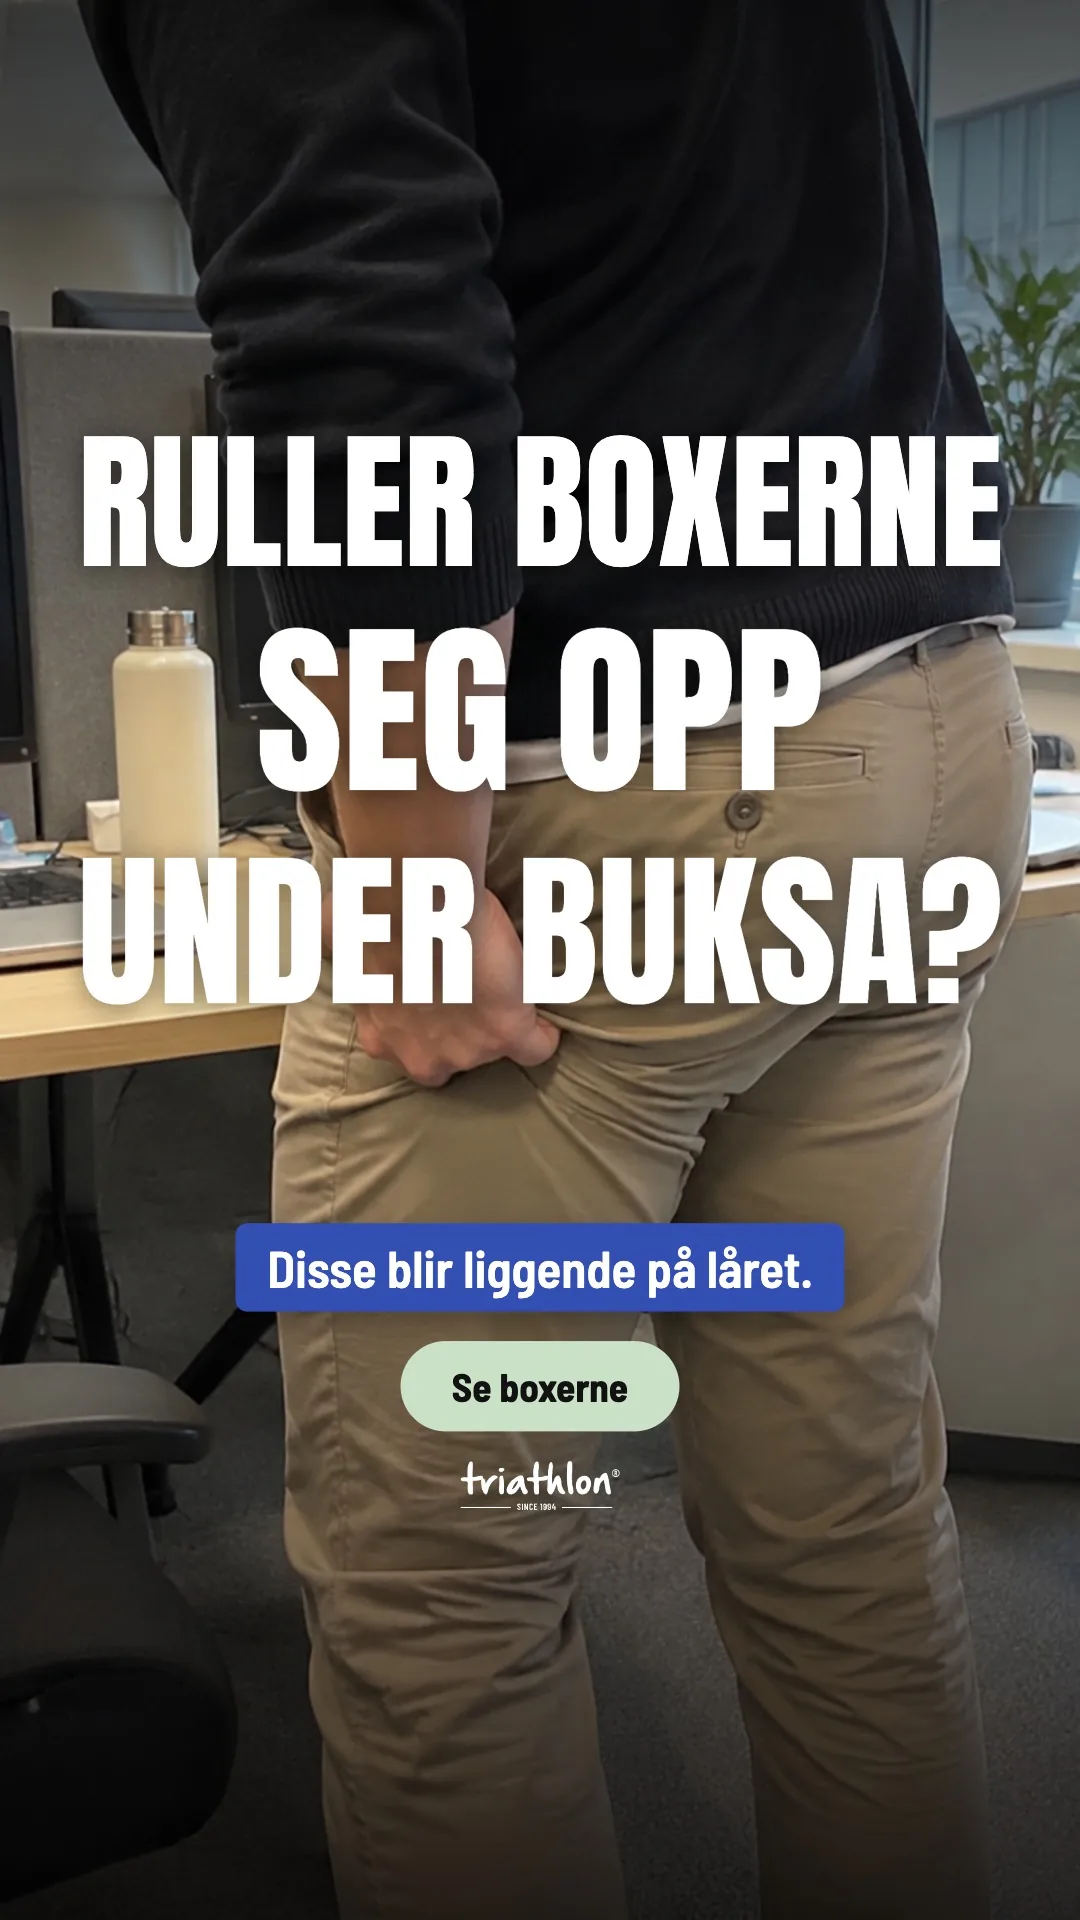 RULLER BOXERNE
SEG OPP
UNDER BUKSA?
Disse blir liggende på låret.
Se boxerne
triathlon®
SINCE 1994